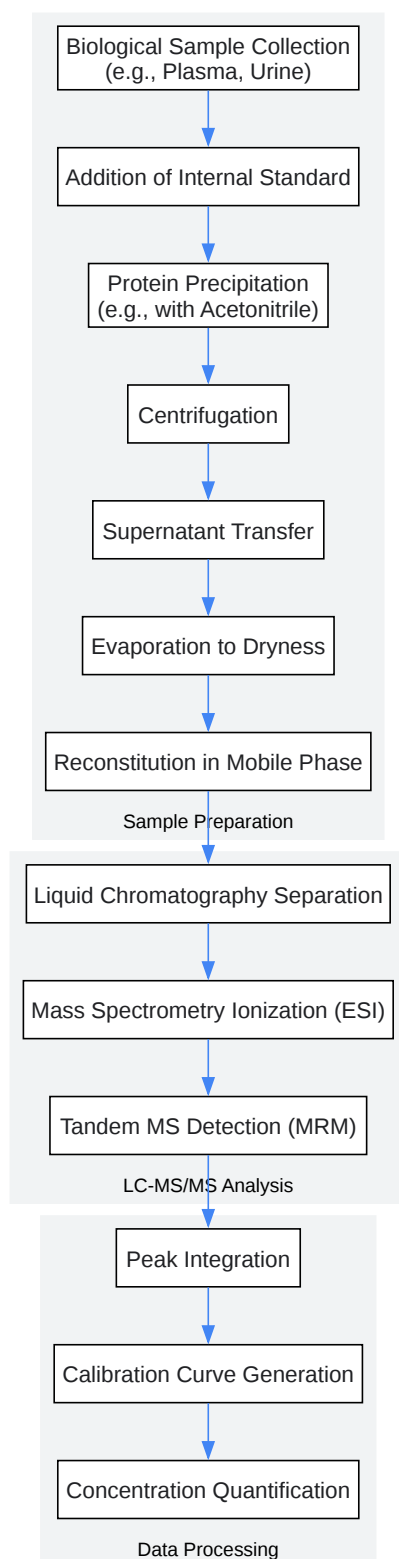 Biological Sample Collection
(e.g., Plasma, Urine)
Addition of Internal Standard
Protein Precipitation
(e.g., with Acetonitrile)
Centrifugation
Supernatant Transfer
Evaporation to Dryness
Reconstitution in Mobile Phase
Sample Preparation
Liquid Chromatography Separation
Mass Spectrometry Ionization (ESI)
Tandem MS Detection (MRM)
LC-MS/MS Analysis
Peak Integration
Calibration Curve Generation
Concentration Quantification
Data Processing